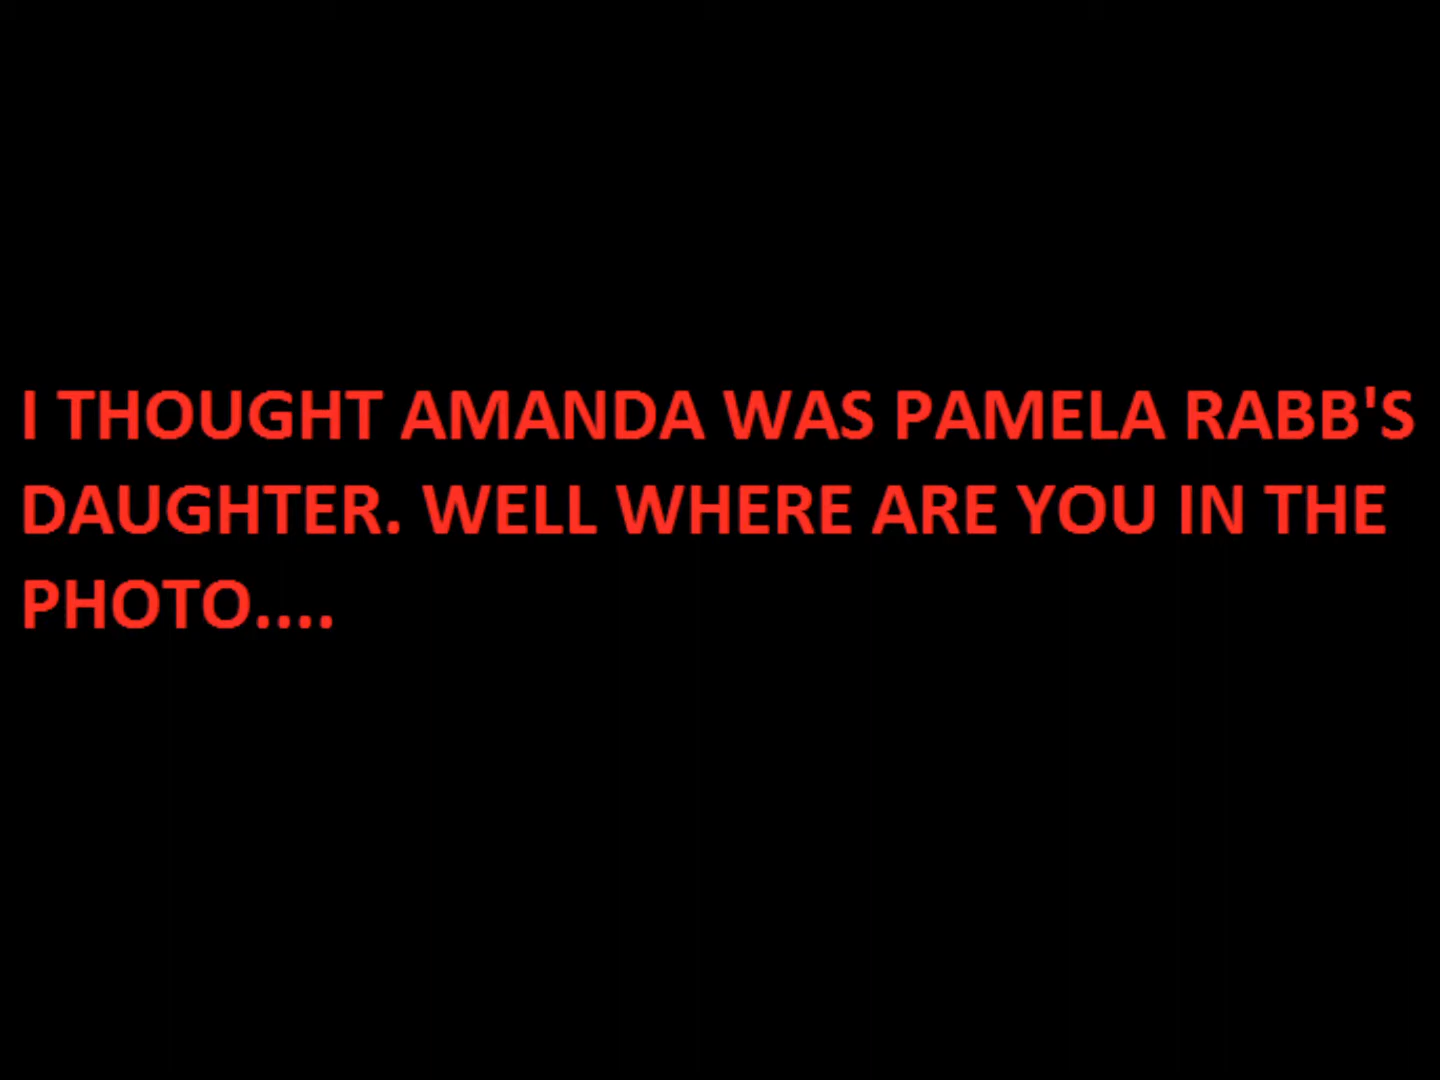 I THOUGHT AMANDA WAS PAMELA RABB'S
DAUGHTER. WELL WHERE ARE YOU IN THE
PHOTO....